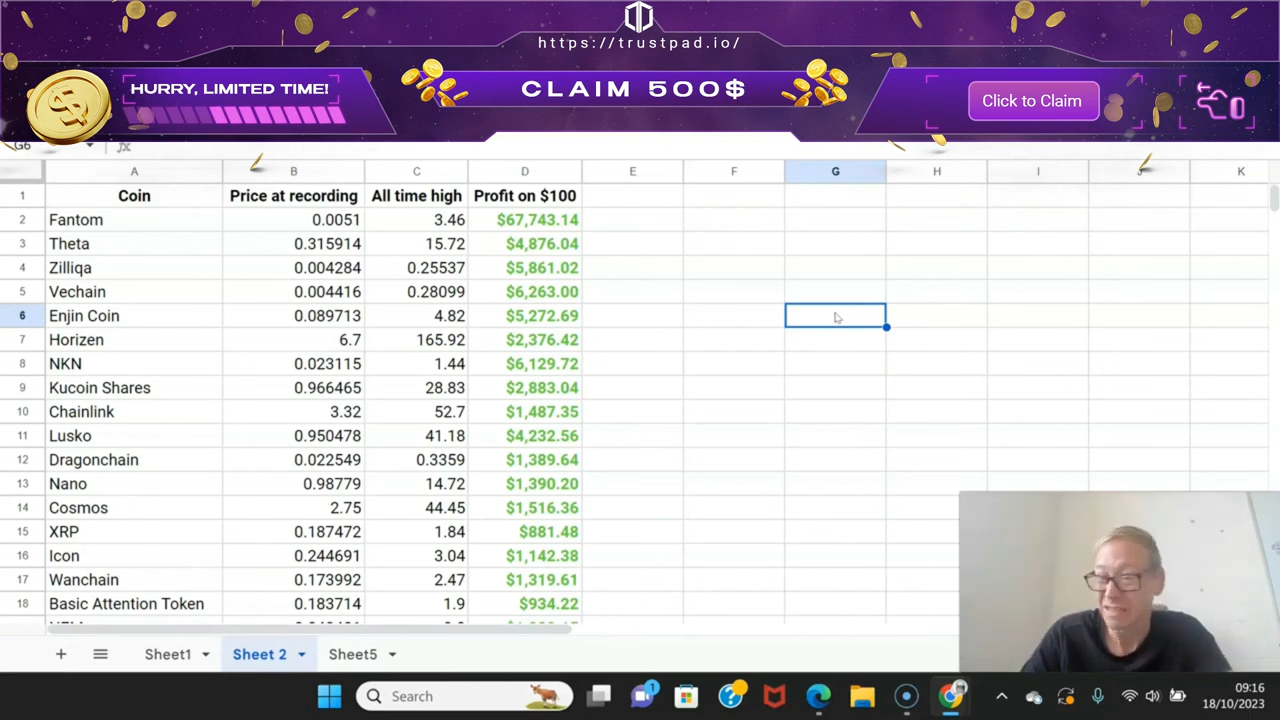 https://trustpad.io/
HURRY, LIMITED TIME!
CLAIM 500$
Click to Claim
G6 fx
A B C D E F G H I J K
1 Coin Price at recording All time high Profit on $100
2 Fantom 0.0051 3.46 $67,743.14
3 Theta 0.315914 15.72 $4,876.04
4 Zilliqa 0.004284 0.25537 $5,861.02
5 Vechain 0.004416 0.28099 $6,263.00
6 Enjin Coin 0.089713 4.82 $5,272.69
7 Horizen 6.7 165.92 $2,376.42
8 NKN 0.023115 1.44 $6,129.72
9 Kucoin Shares 0.966465 28.83 $2,883.04
10 Chainlink 3.32 52.7 $1,487.35
11 Lusko 0.950478 41.18 $4,232.56
12 Dragonchain 0.022549 0.3359 $1,389.64
13 Nano 0.98779 14.72 $1,390.20
14 Cosmos 2.75 44.45 $1,516.36
15 XRP 0.187472 1.84 $881.48
16 Icon 0.244691 3.04 $1,142.38
17 Wanchain 0.173992 2.47 $1,319.61
18 Basic Attention Token 0.183714 1.9 $934.22
Sheet1 Sheet 2 Sheet5
Search 1 09:16
18/10/2023